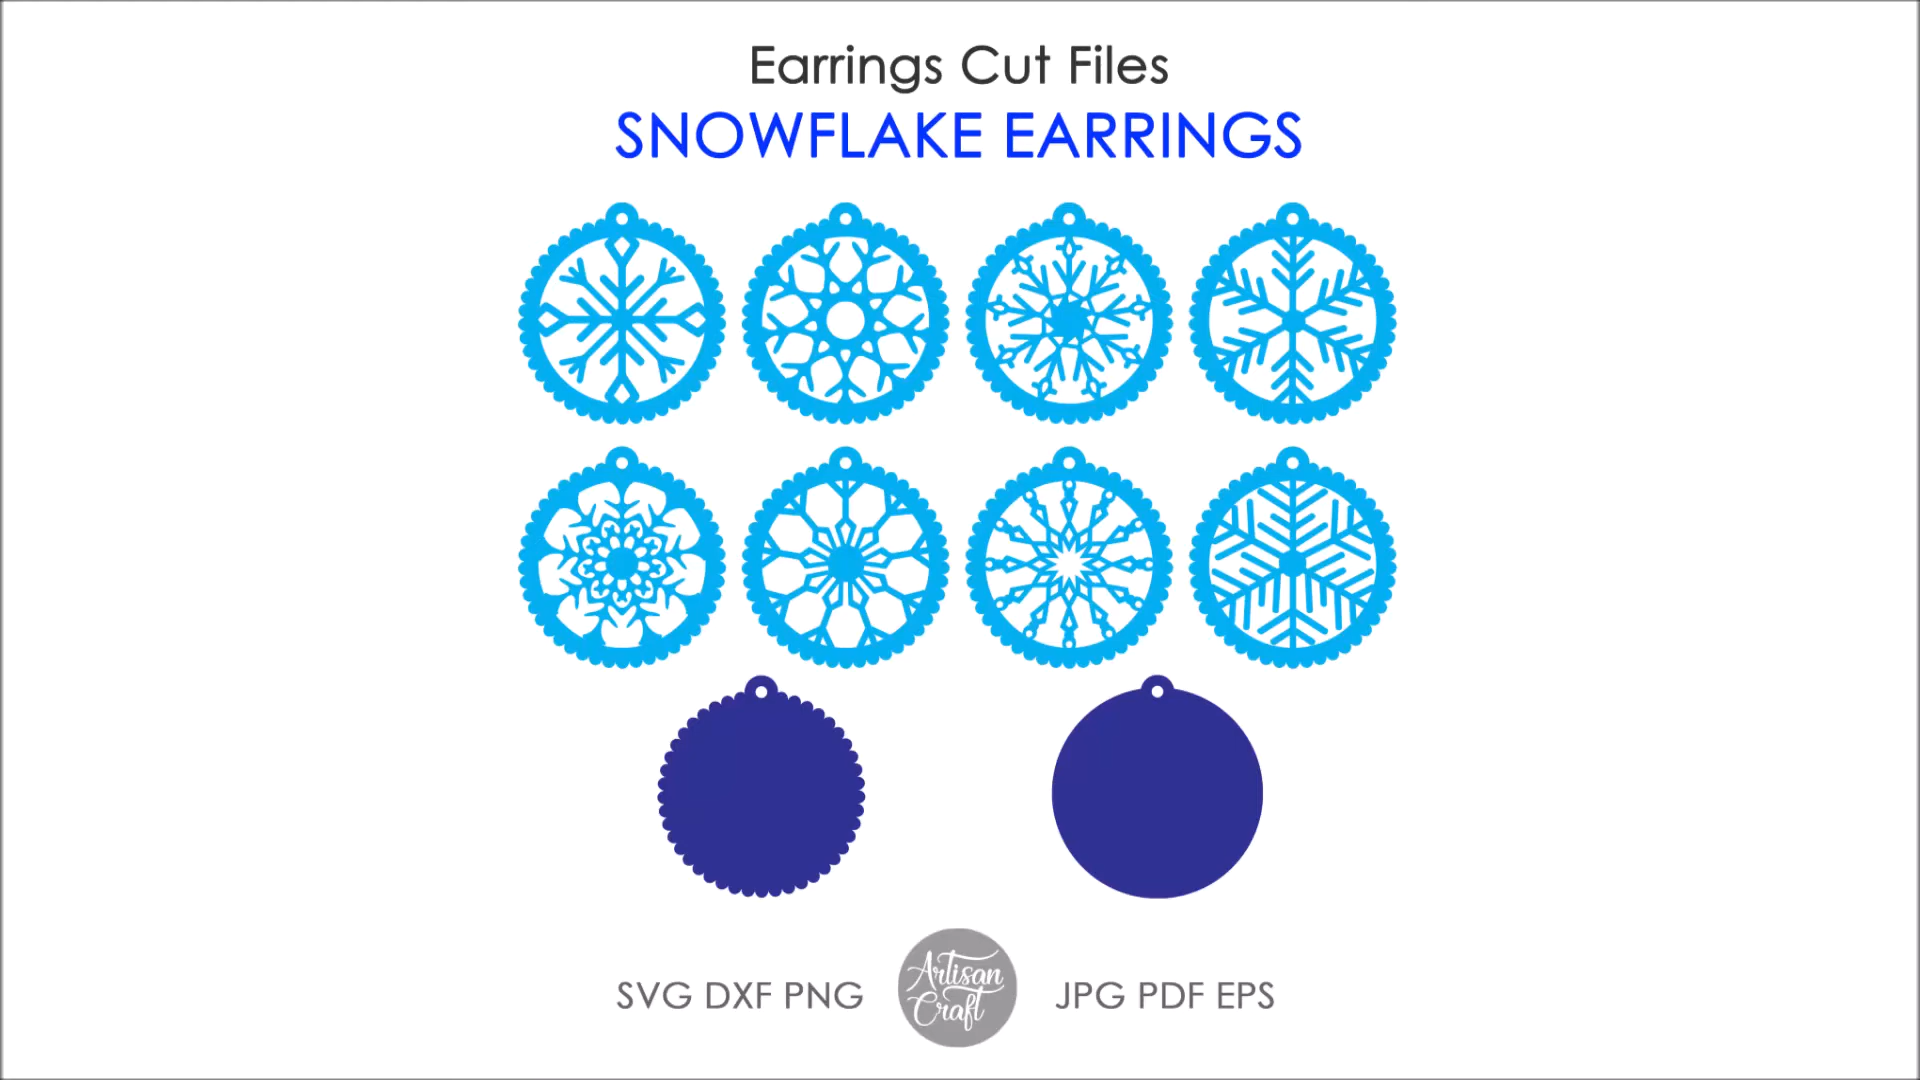 Earrings Cut Files
SNOWFLAKE EARRINGS
SVG DXF PNG
Artisan
Craft
JPG PDF EPS